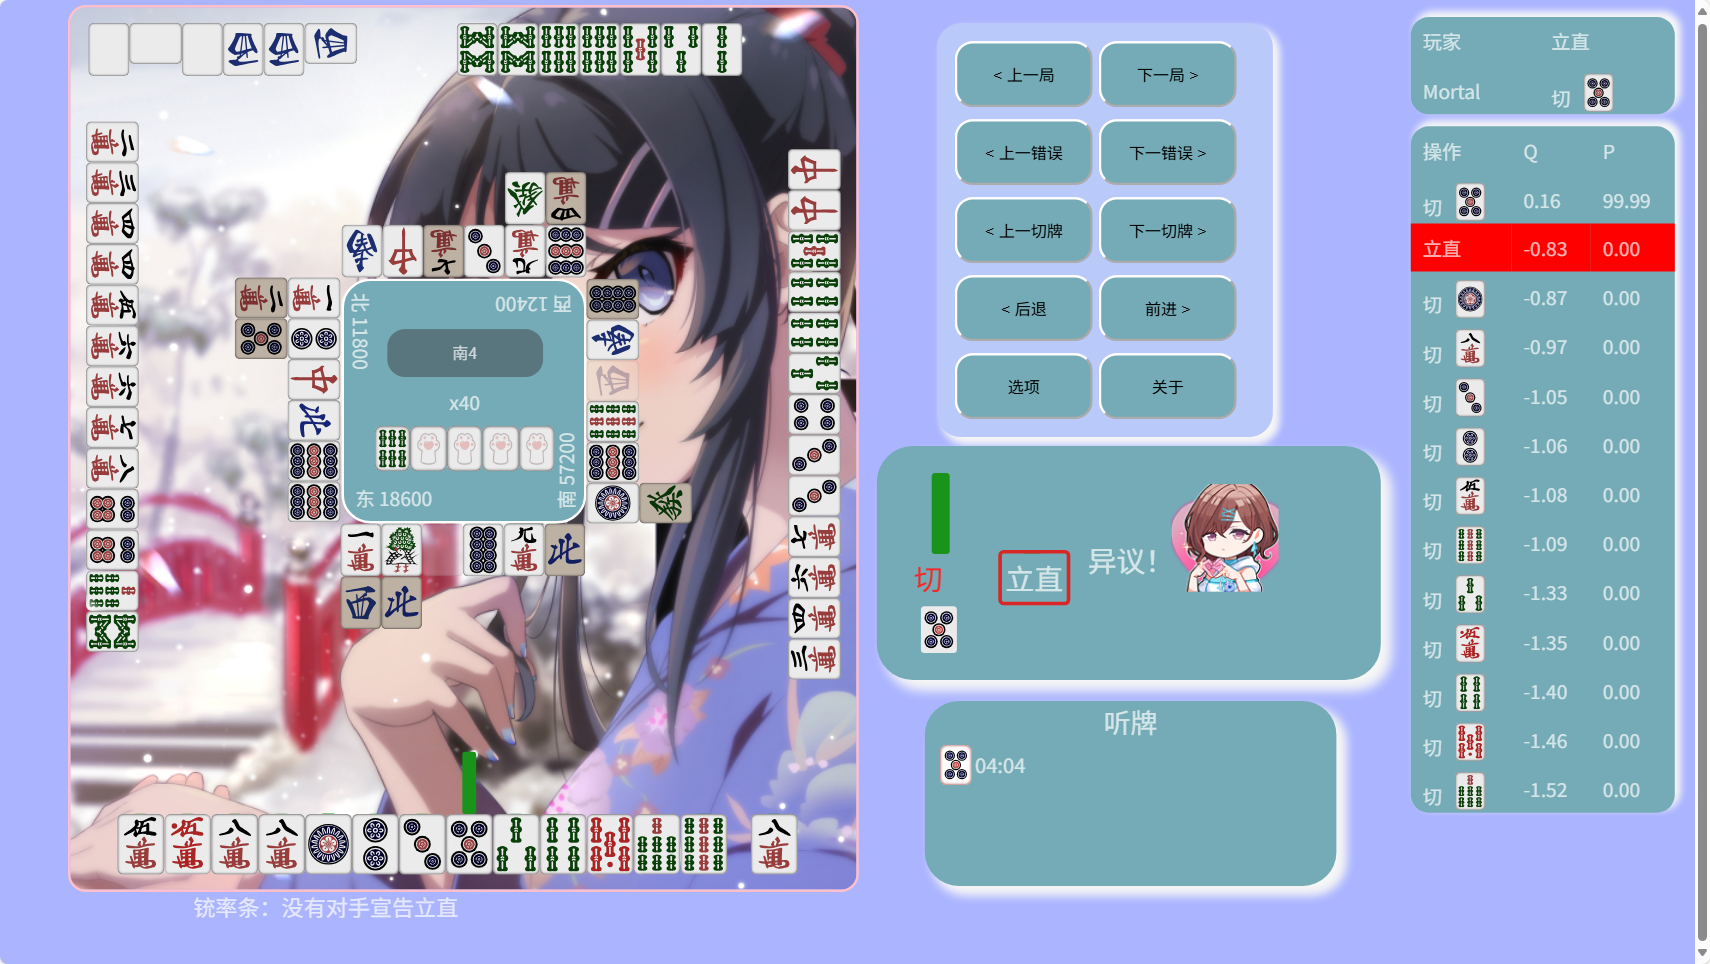 南4
x40
东 18600
南 57200
西 12400
北 11800
铳率条：没有对手宣告立直
< 上一局
下一局 >
< 上一错误
下一错误 >
< 上一切牌
下一切牌 >
< 后退
前进 >
选项
关于
切
立直
异议！
听牌
04:04
玩家 立直
Mortal 切
操作 Q P
切 0.16 99.99
立直 -0.83 0.00
切 -0.87 0.00
切 -0.97 0.00
切 -1.05 0.00
切 -1.06 0.00
切 -1.08 0.00
切 -1.09 0.00
切 -1.33 0.00
切 -1.35 0.00
切 -1.40 0.00
切 -1.46 0.00
切 -1.52 0.00